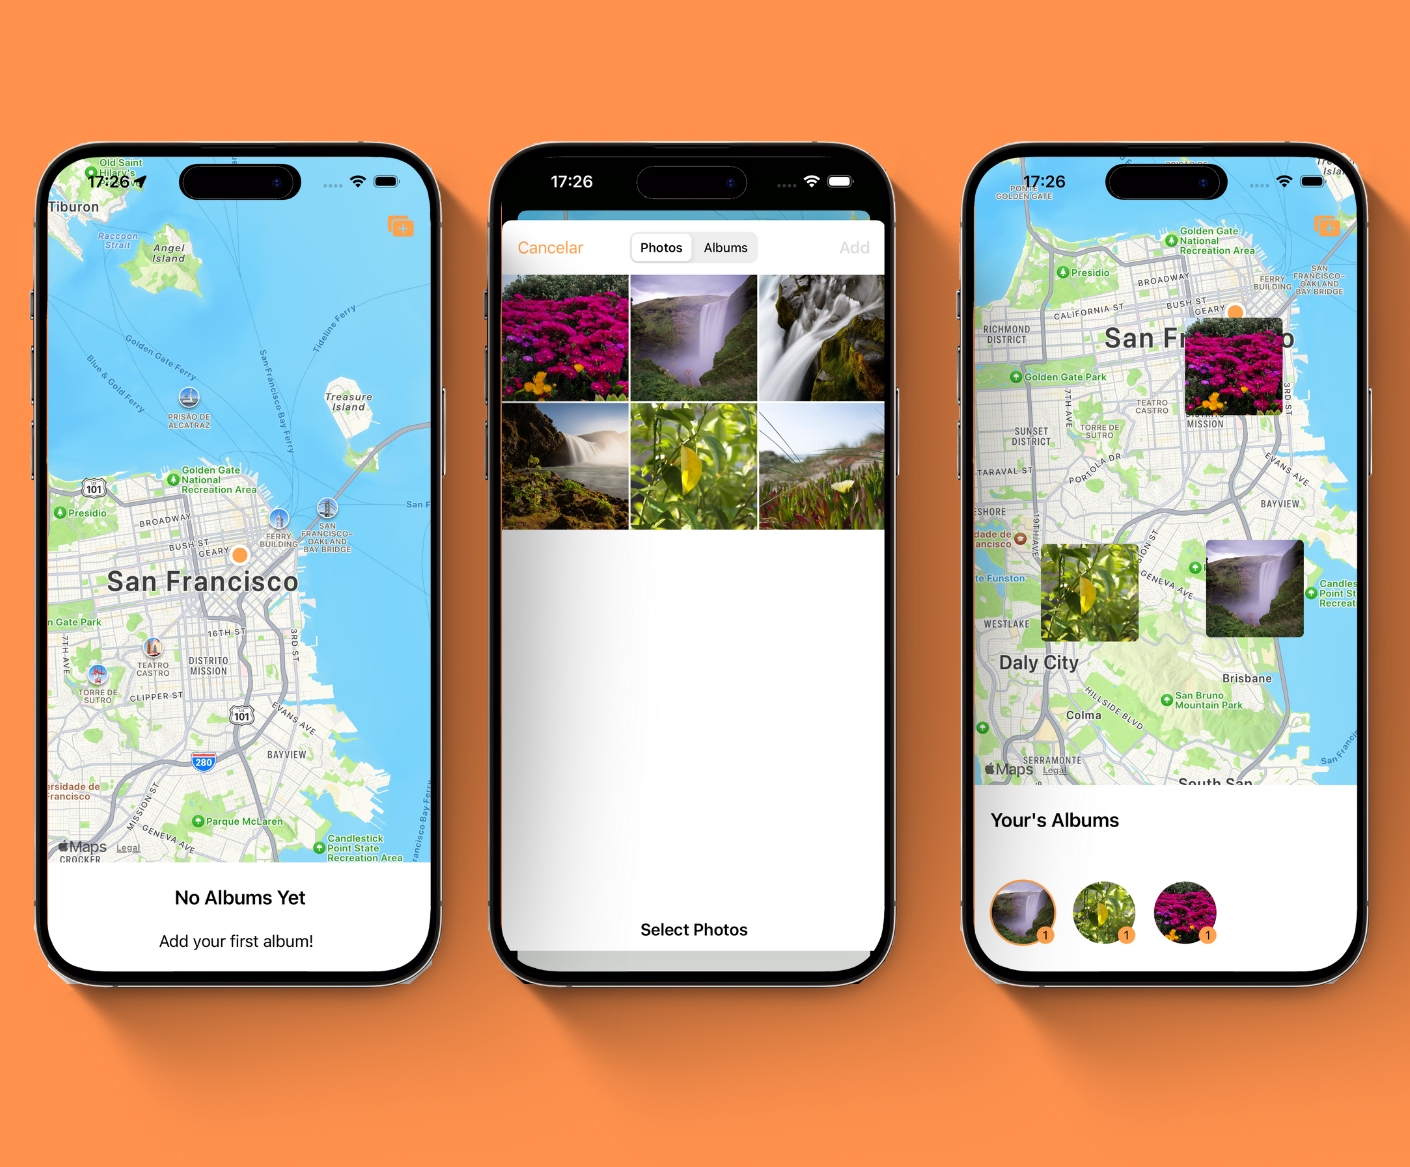 Old Saint
Hilary's
17:26
Tiburon
Raccoon
Strait
Angel
Island
Tideline Ferry
Golden Gate Ferry
Blue & Gold Ferry
San Francisco Bay Ferry
Treasure
Island
PRISÃO DE
ALCATRAZ
Golden Gate
National
Recreation Area
101
Presidio
BROADWAY
San F
FERRY
BUILDING
SAN
FRANCISCO–
OAKLAND
BAY BRIDGE
BUSH ST
GEARY
San Francisco
n Gate Park
7TH AVE
16TH ST
3RD ST
TEATRO
CASTRO
DISTRITO
MISSION
TORRE DE
SUTRO
CLIPPER ST
101
EVANS AVE
BAYVIEW
280
ersidade de
Francisco
MISSION ST
Parque McLaren
GENEVA AVE
Candlestick
Point State
Recreation Area
rancisco Bay Ferry
Maps
Legal
CROCKER
No Albums Yet
Add your first album!
17:26
Cancelar
Photos
Albums
Add
Select Photos
17:26
PONTE
GOLDEN GATE
Golden Gate
National
Recreation Area
Presidio
BROADWAY
FERRY
BUILDING
SAN
FRANCISCO–
OAKLAND
BAY BRIDGE
BUSH ST
CALIFORNIA ST
GEARY
RICHMOND
DISTRICT
San Fr
o
Golden Gate Park
7TH AVE
3RD ST
TEATRO
CASTRO
MISSION
SUNSET
DISTRICT
TORRE DE
SUTRO
TARAVAL ST
PORTOLA DR
EVANS AVE
BAYVIEW
ESHORE
19TH AVE
dade de
ancisco
te Funston
GENEVA AVE
Candles
Point Sta
Recreat
WESTLAKE
Daly City
Brisbane
San Bruno
Mountain Park
HILLSIDE BLVD
Colma
SERRAMONTE
Maps
Legal
San Francis
South San
Your's Albums
1
1
1